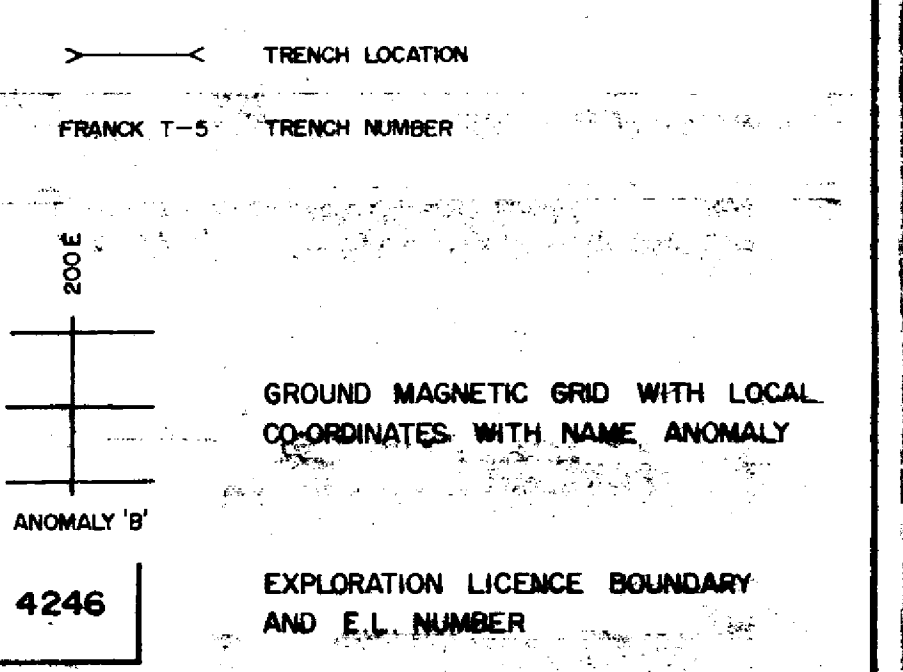 TRENCH LOCATION
FRANCK T-5 TRENCH NUMBER
200 E
GROUND MAGNETIC GRID WITH LOCAL
CO-ORDINATES WITH NAME ANOMALY
ANOMALY 'B'
4246
EXPLORATION LICENCE BOUNDARY
AND E.L. NUMBER